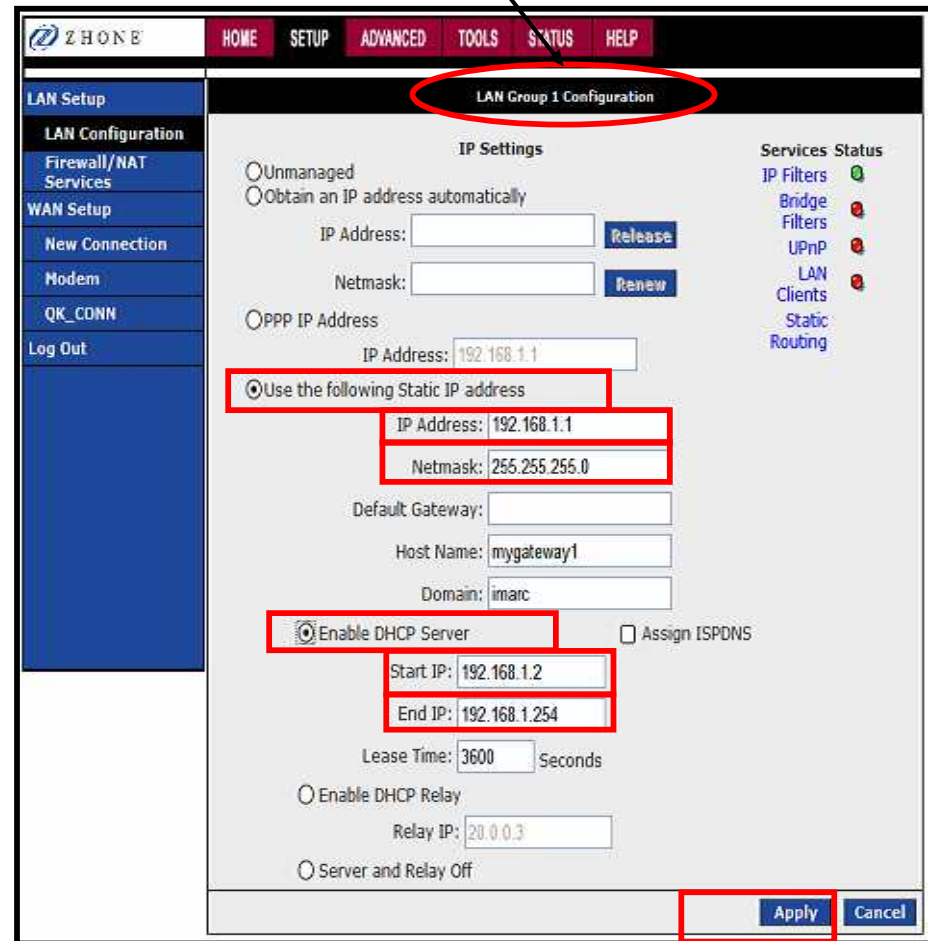 ZHONE
HOME SETUP ADVANCED TOOLS STATUS HELP
LAN Setup
LAN Configuration
Firewall/NAT
Services
WAN Setup
New Connection
Modem
QK_CONN
Log Out
LAN Group 1 Configuration
IP Settings
Unmanaged
Obtain an IP address automatically
IP Address: Release
Netmask: Renew
PPP IP Address
IP Address: 192.168.1.1
Use the following Static IP address
IP Address: 192.168.1.1
Netmask: 255.255.255.0
Default Gateway:
Host Name: mygateway1
Domain: imarc
Enable DHCP Server Assign ISPDNS
Start IP: 192.168.1.2
End IP: 192.168.1.254
Lease Time: 3600 Seconds
Enable DHCP Relay
Relay IP: 20.0.0.3
Server and Relay Off
Services Status
IP Filters
Bridge
Filters
UPnP
LAN
Clients
Static
Routing
Apply Cancel